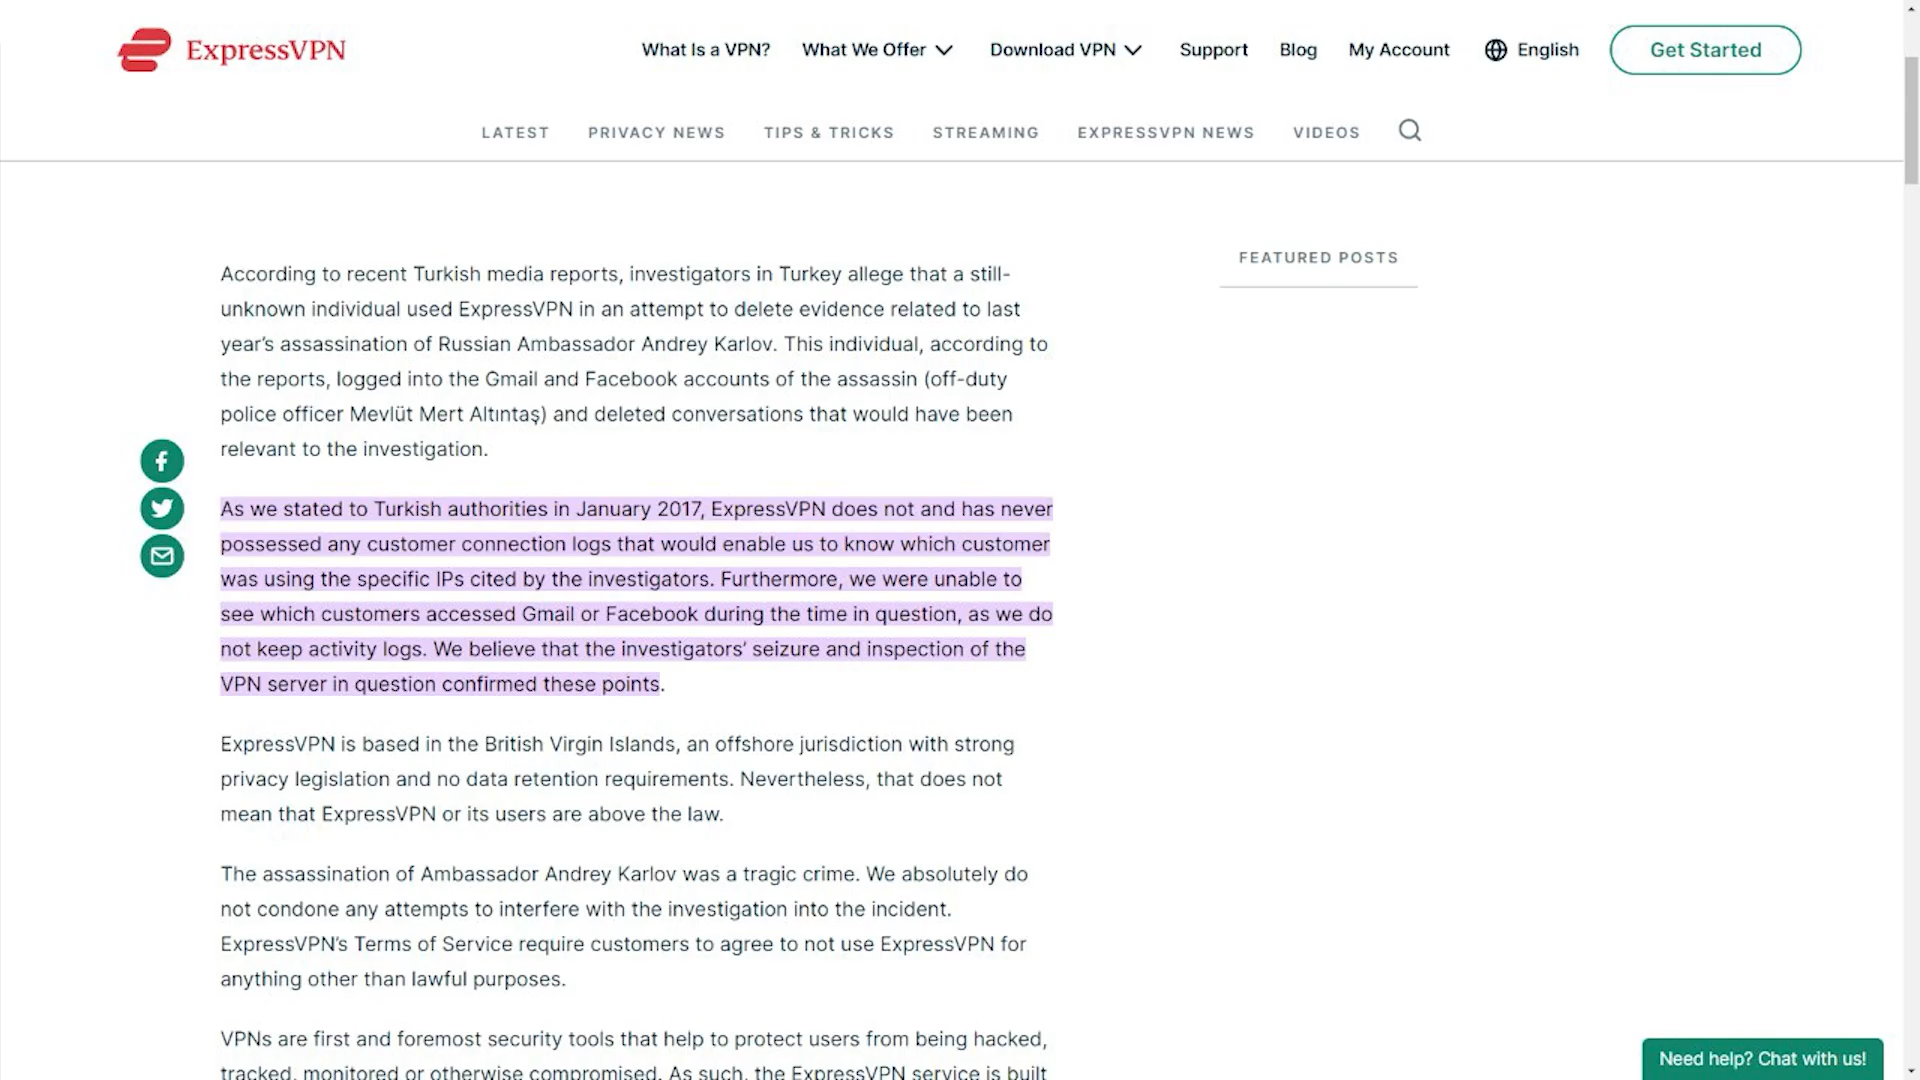 ExpressVPN
What Is a VPN? What We Offer Download VPN Support Blog My Account English Get Started
LATEST PRIVACY NEWS TIPS & TRICKS STREAMING EXPRESSVPN NEWS VIDEOS
According to recent Turkish media reports, investigators in Turkey allege that a still-
unknown individual used ExpressVPN in an attempt to delete evidence related to last
year’s assassination of Russian Ambassador Andrey Karlov. This individual, according to
the reports, logged into the Gmail and Facebook accounts of the assassin (off-duty
police officer Mevlüt Mert Altıntaş) and deleted conversations that would have been
relevant to the investigation.
As we stated to Turkish authorities in January 2017, ExpressVPN does not and has never
possessed any customer connection logs that would enable us to know which customer
was using the specific IPs cited by the investigators. Furthermore, we were unable to
see which customers accessed Gmail or Facebook during the time in question, as we do
not keep activity logs. We believe that the investigators’ seizure and inspection of the
VPN server in question confirmed these points.
ExpressVPN is based in the British Virgin Islands, an offshore jurisdiction with strong
privacy legislation and no data retention requirements. Nevertheless, that does not
mean that ExpressVPN or its users are above the law.
The assassination of Ambassador Andrey Karlov was a tragic crime. We absolutely do
not condone any attempts to interfere with the investigation into the incident.
ExpressVPN’s Terms of Service require customers to agree to not use ExpressVPN for
anything other than lawful purposes.
VPNs are first and foremost security tools that help to protect users from being hacked,
tracked, monitored or otherwise compromised. As such, the ExpressVPN service is built
FEATURED POSTS
Need help? Chat with us!